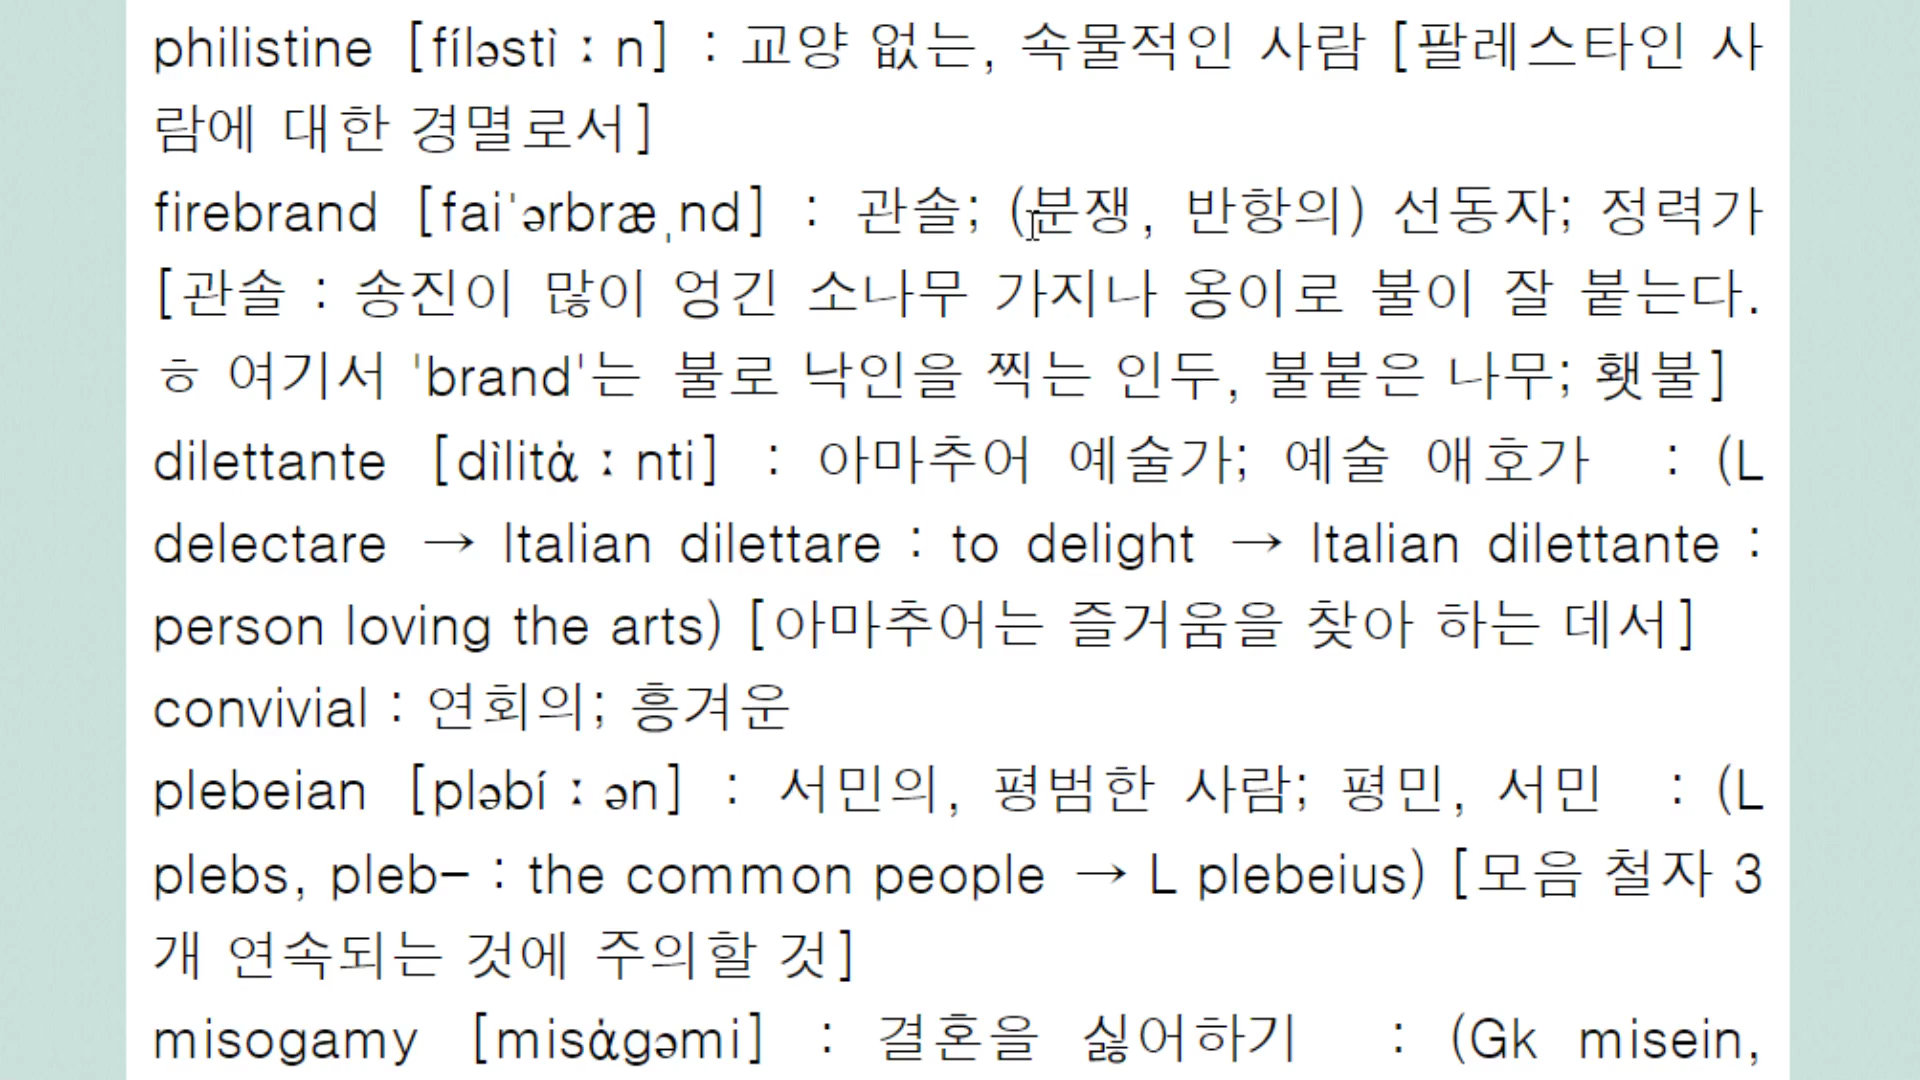 philistine [fíləstìːn] : 교양 없는, 속물적인 사람 [팔레스타인 사
람에 대한 경멸로서]
firebrand [faiˈərbræˌnd] : 관솔; (분쟁, 반항의) 선동자; 정력가
[관솔 : 송진이 많이 엉긴 소나무 가지나 옹이로 불이 잘 붙는다.
ㅎ 여기서 'brand'는 불로 낙인을 찍는 인두, 불붙은 나무; 횃불]
dilettante [dìlitɑ́ːnti] : 아마추어 예술가; 예술 애호가 : (L
delectare → Italian dilettare : to delight → Italian dilettante :
person loving the arts) [아마추어는 즐거움을 찾아 하는 데서]
convivial : 연회의; 흥겨운
plebeian [pləbíːən] : 서민의, 평범한 사람; 평민, 서민 : (L
plebs, pleb- : the common people → L plebeius) [모음 철자 3
개 연속되는 것에 주의할 것]
misogamy [misɑ́gəmi] : 결혼을 싫어하기 : (Gk misein,